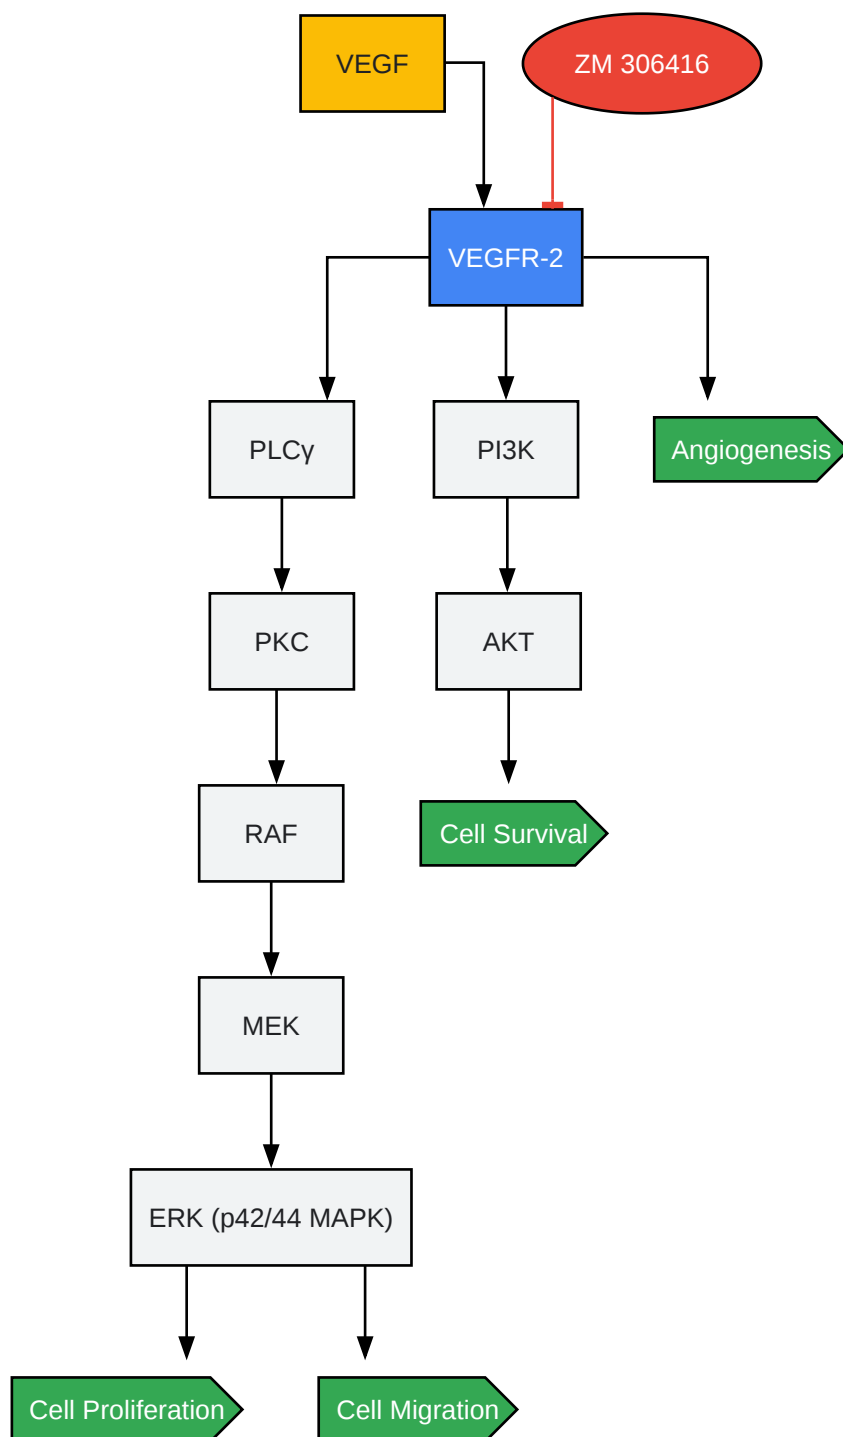 VEGF
ZM 306416
VEGFR-2
PLCγ
PI3K
Angiogenesis
PKC
AKT
RAF
Cell Survival
MEK
ERK (p42/44 MAPK)
Cell Proliferation
Cell Migration